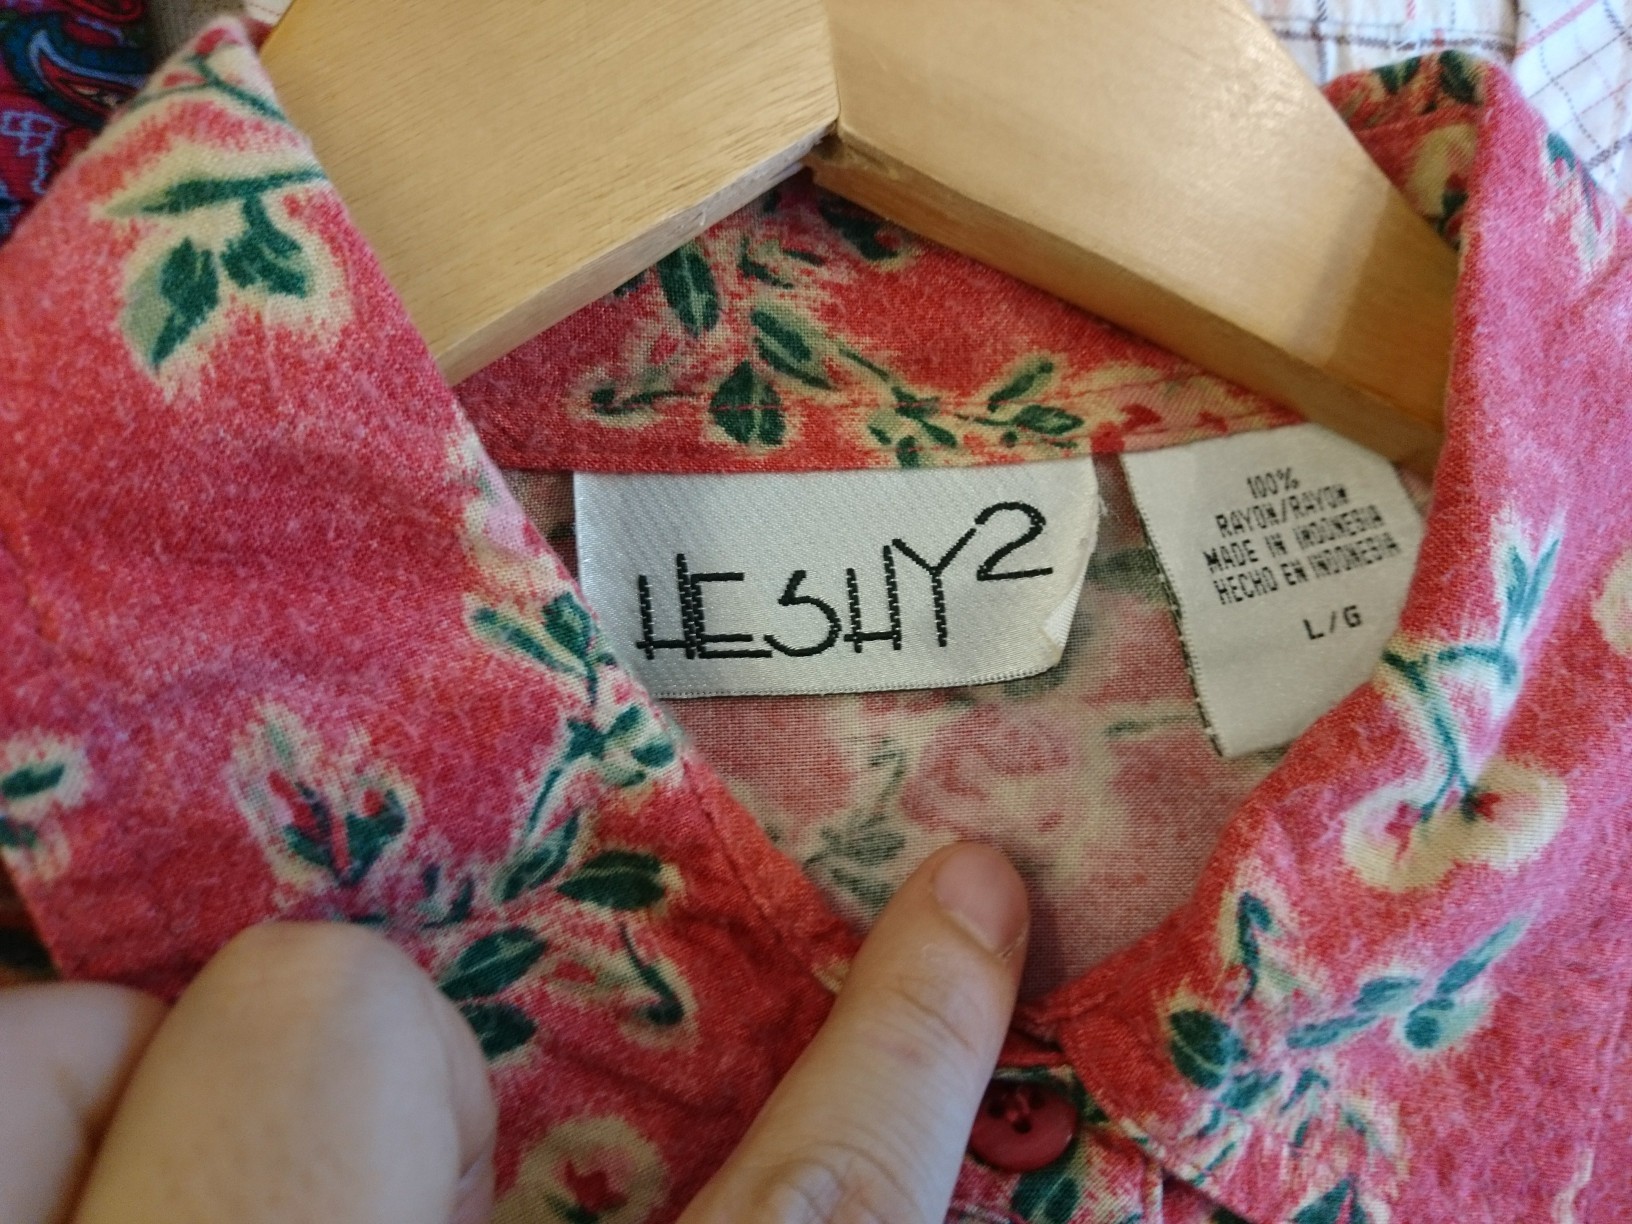 HESHY2
100%
RAYON/RAYON
MADE IN INDONESIA
HECHO EN INDONESIA
L/G